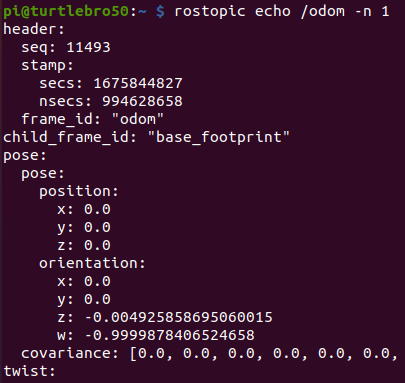 pi@turtlebro50:~ $ rostopic echo /odom -n 1
header:
  seq: 11493
  stamp:
    secs: 1675844827
    nsecs: 994628658
  frame_id: "odom"
child_frame_id: "base_footprint"
pose:
  pose:
    position:
      x: 0.0
      y: 0.0
      z: 0.0
    orientation:
      x: 0.0
      y: 0.0
      z: -0.004925858695060015
      w: -0.9999878406524658
  covariance: [0.0, 0.0, 0.0, 0.0, 0.0, 0.0,
twist: